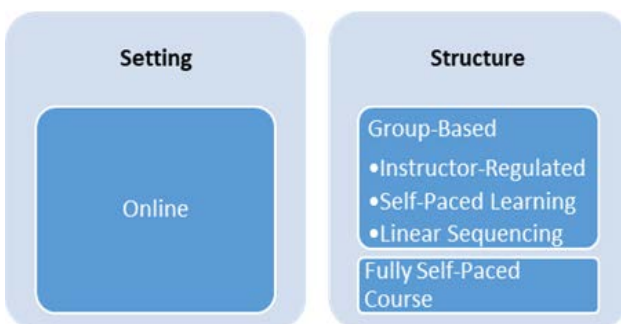 Setting
Online
Structure
Group-Based
•Instructor-Regulated
•Self-Paced Learning
•Linear Sequencing
Fully Self-Paced
Course